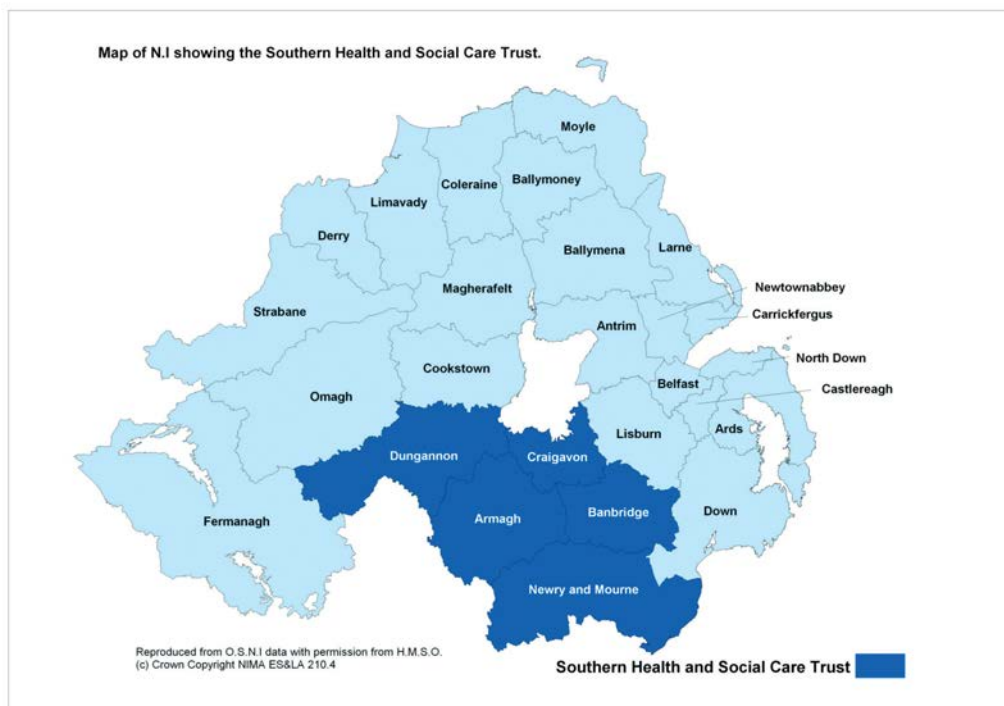 Map of N.I showing the Southern Health and Social Care Trust.
Moyle
Coleraine
Ballymoney
Limavady
Derry
Ballymena
Larne
Magherafelt
Newtownabbey
Strabane
Carrickfergus
Antrim
North Down
Cookstown
Belfast
Castlereagh
Omagh
Lisburn
Ards
Dungannon
Craigavon
Down
Banbridge
Armagh
Fermanagh
Newry and Mourne
Reproduced from O.S.N.I data with permission from H.M.S.O.
(c) Crown Copyright NIMA ES&LA 210.4
Southern Health and Social Care Trust